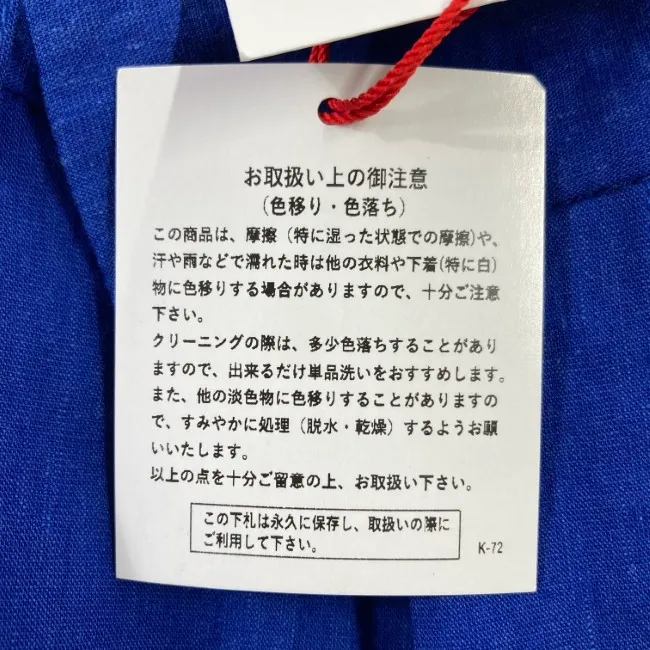 お取扱い上の御注意
(色移り・色落ち)
この商品は、摩擦(特に湿った状態での摩擦)や、
汗や雨などで濡れた時は他の衣料や下着(特に白)
物に色移りする場合がありますので、十分ご注意
下さい。
クリーニングの際は、多少色落ちすることがあり
ますので、出来るだけ単品洗いをおすすめします。
また、他の淡色物に色移りすることがありますの
で、すみやかに処理(脱水・乾燥)するようお願
いいたします。
以上の点を十分ご留意の上、お取扱い下さい。
この下札は永久に保存し、取扱いの際に
ご利用して下さい。
K-72